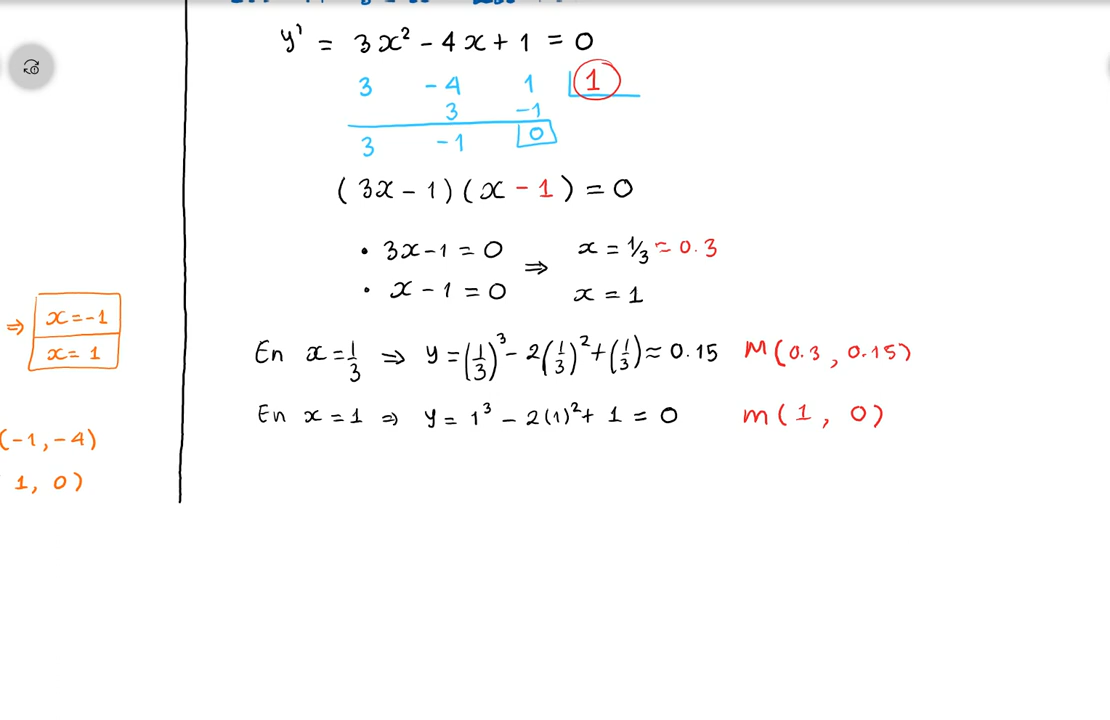 y' = 3x² - 4x + 1 = 0
3 -4 1 1
3 -1
3 -1 0
(3x - 1)(x - 1) = 0
• 3x - 1 = 0 ⇒ x = 1/3 ≈ 0.3
• x - 1 = 0 x = 1
⇒ x = -1
x = 1
En x = 1/3 ⇒ y = (1/3)³ - 2(1/3)² + (1/3) ≈ 0.15 M(0.3, 0.15)
En x = 1 ⇒ y = 1³ - 2(1)² + 1 = 0 m(1, 0)
(-1, -4)
1, 0)